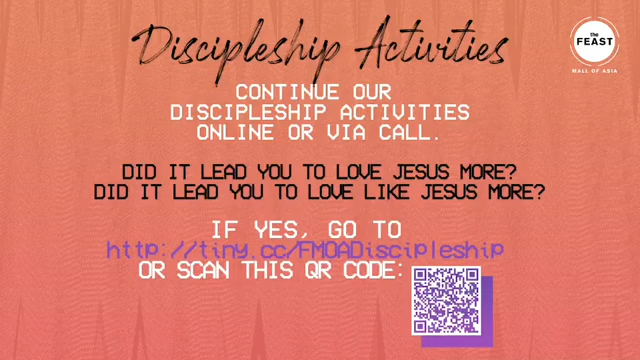 Discipleship Activities
the
FEAST
MALL OF ASIA
CONTINUE OUR
DISCIPLESHIP ACTIVITIES
ONLINE OR VIA CALL.
DID IT LEAD YOU TO LOVE JESUS MORE?
DID IT LEAD YOU TO LOVE LIKE JESUS MORE?
IF YES, GO TO
http://tiny.cc/FMOADiscipleship
OR SCAN THIS QR CODE: